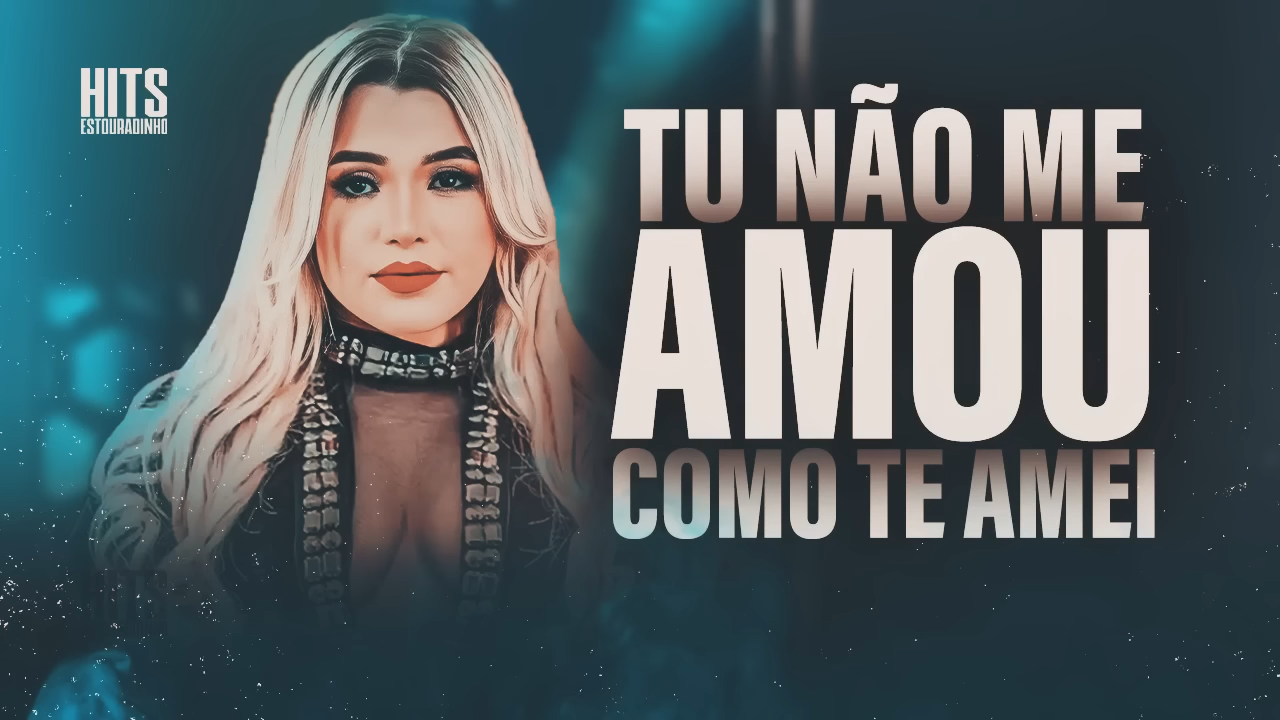 HITS
ESTOURADINHO
TU NÃO ME
AMOU
COMO TE AMEI